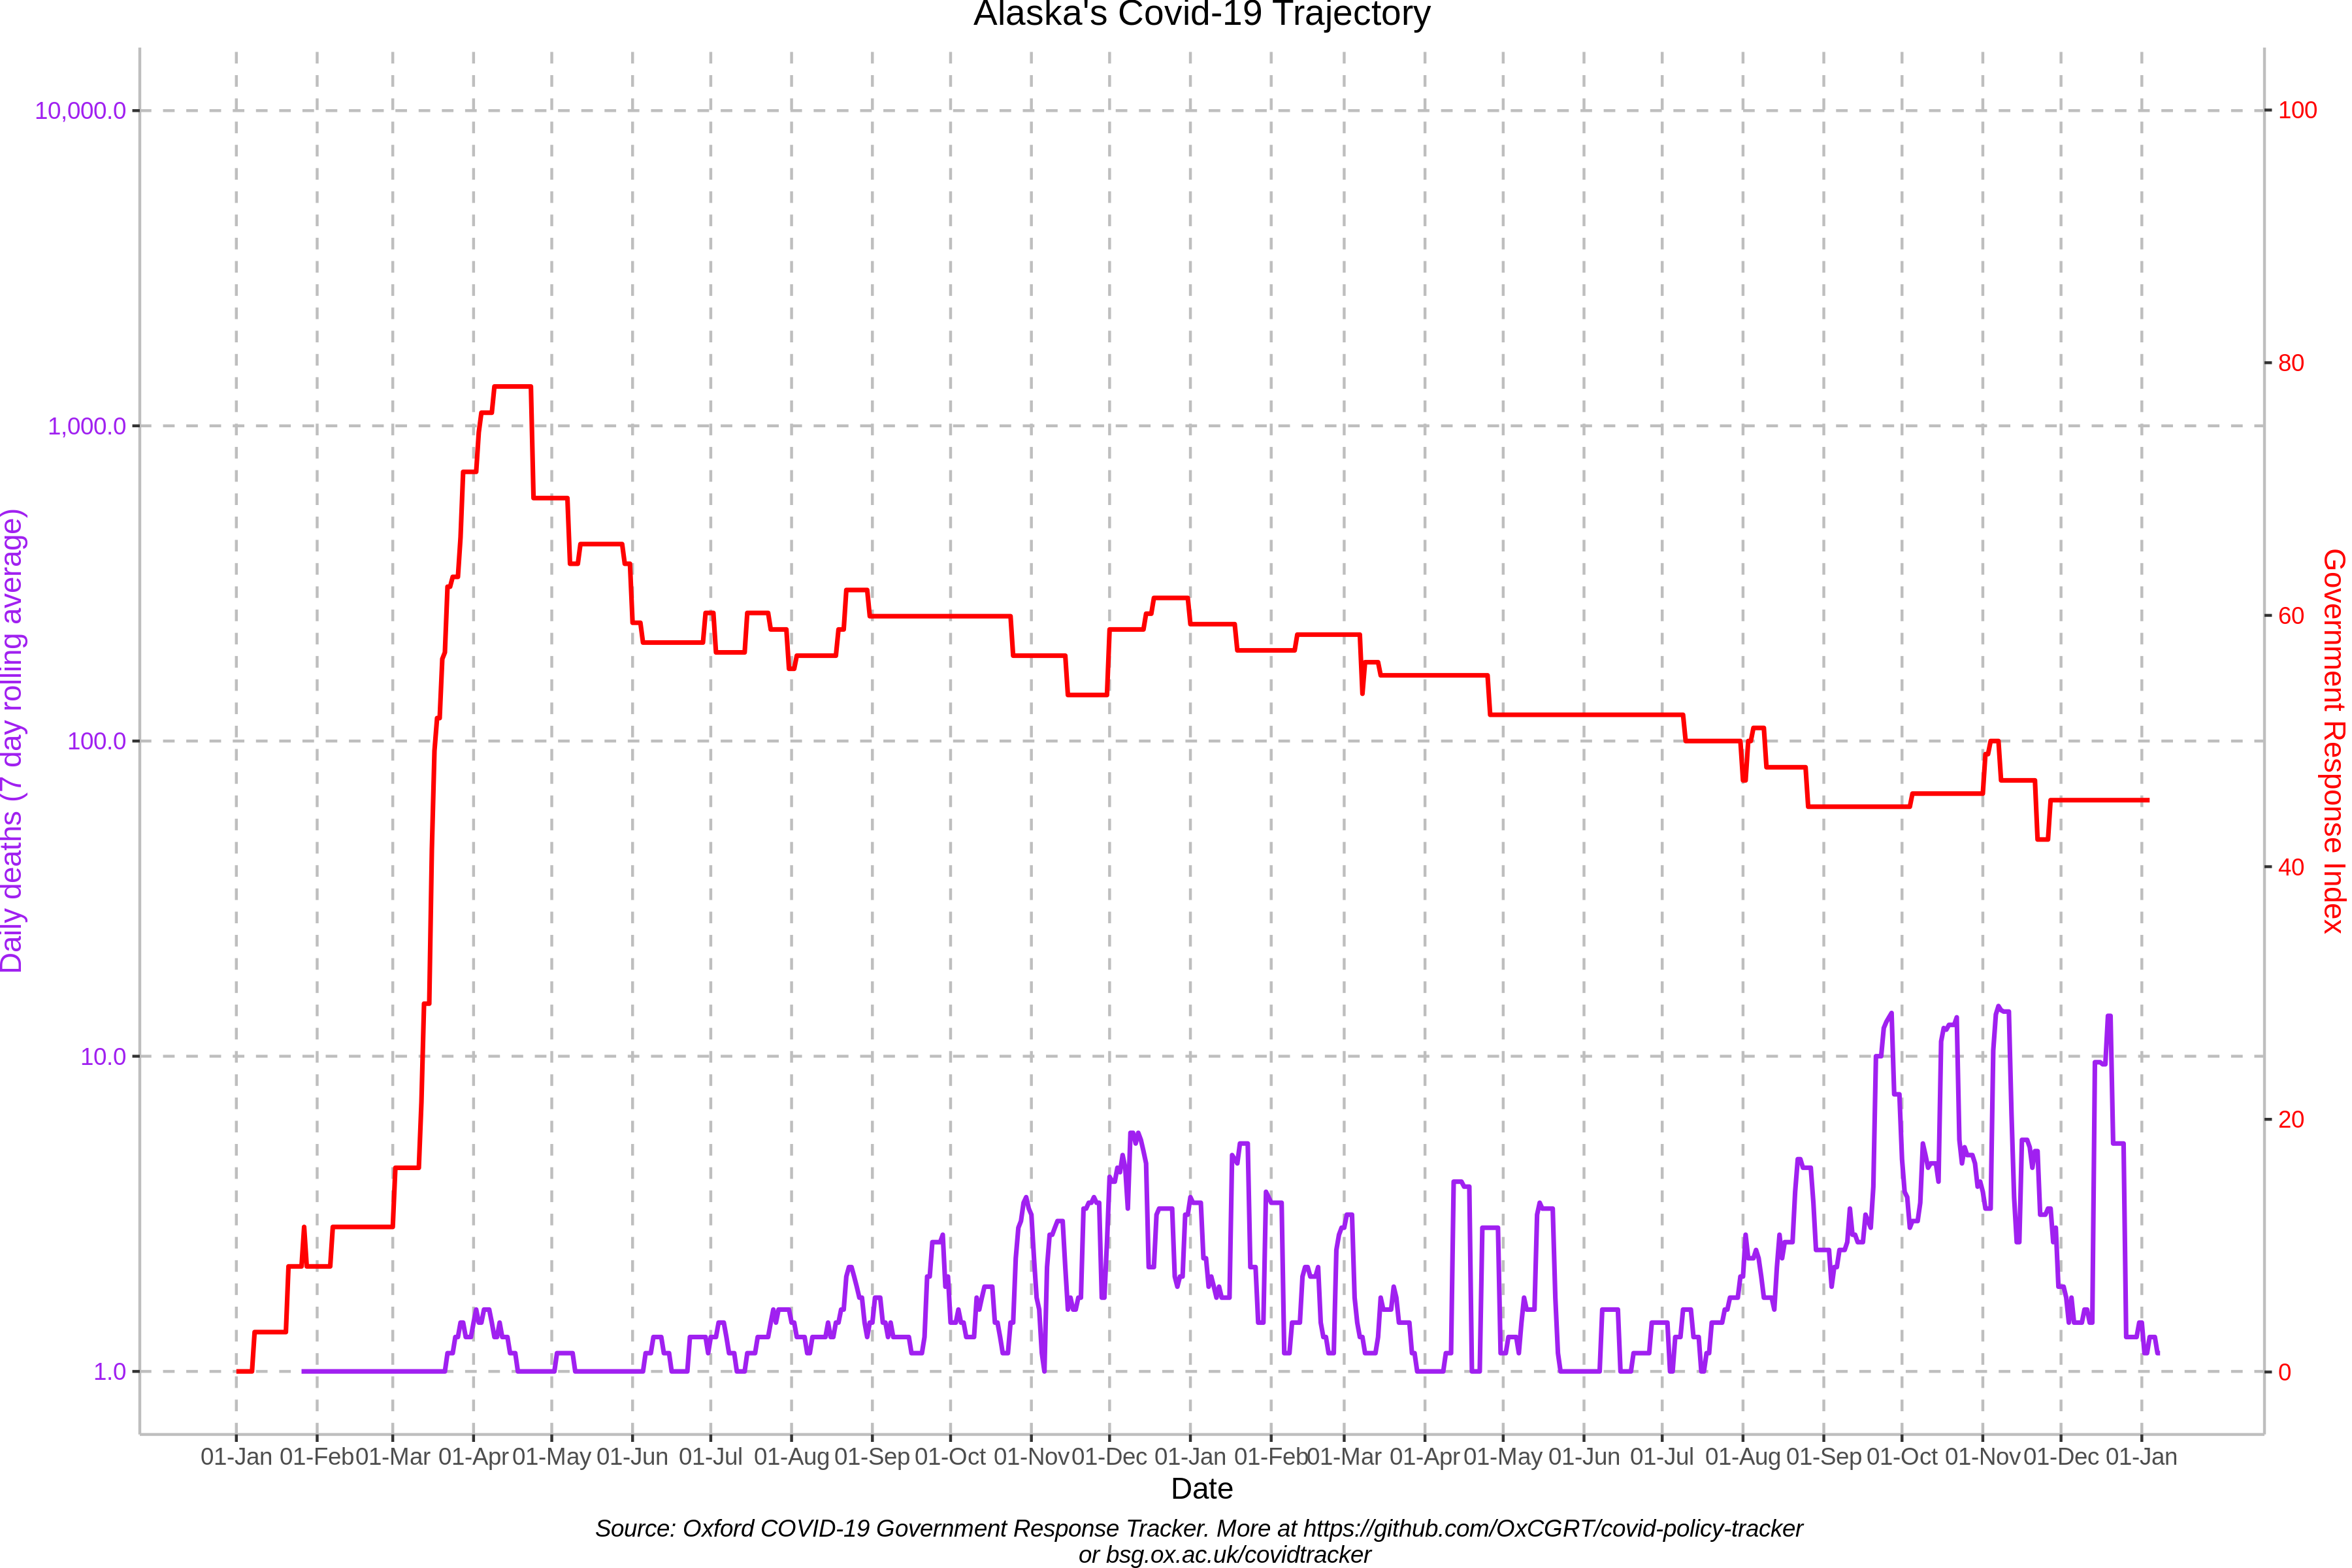 Alaska's Covid-19 Trajectory
10,000.0
1,000.0
100.0
10.0
1.0
Daily deaths (7 day rolling average)
100
80
60
40
20
0
Government Response Index
01-Jan 01-Feb 01-Mar 01-Apr 01-May 01-Jun 01-Jul 01-Aug 01-Sep 01-Oct 01-Nov 01-Dec 01-Jan 01-Feb 01-Mar 01-Apr 01-May 01-Jun 01-Jul 01-Aug 01-Sep 01-Oct 01-Nov 01-Dec 01-Jan
Date
Source: Oxford COVID-19 Government Response Tracker. More at https://github.com/OxCGRT/covid-policy-tracker
or bsg.ox.ac.uk/covidtracker